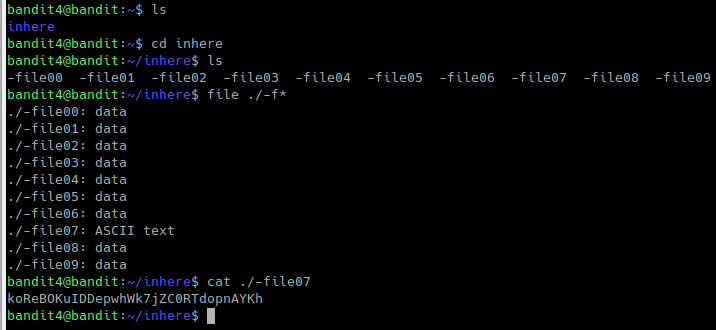 bandit4@bandit:~$ ls
inhere
bandit4@bandit:~$ cd inhere
bandit4@bandit:~/inhere$ ls
-file00  -file01  -file02  -file03  -file04  -file05  -file06  -file07  -file08  -file09
bandit4@bandit:~/inhere$ file ./-f*
./-file00: data
./-file01: data
./-file02: data
./-file03: data
./-file04: data
./-file05: data
./-file06: data
./-file07: ASCII text
./-file08: data
./-file09: data
bandit4@bandit:~/inhere$ cat ./-file07
koReBOKuIDDepwhWk7jZC0RTdopnAYKh
bandit4@bandit:~/inhere$